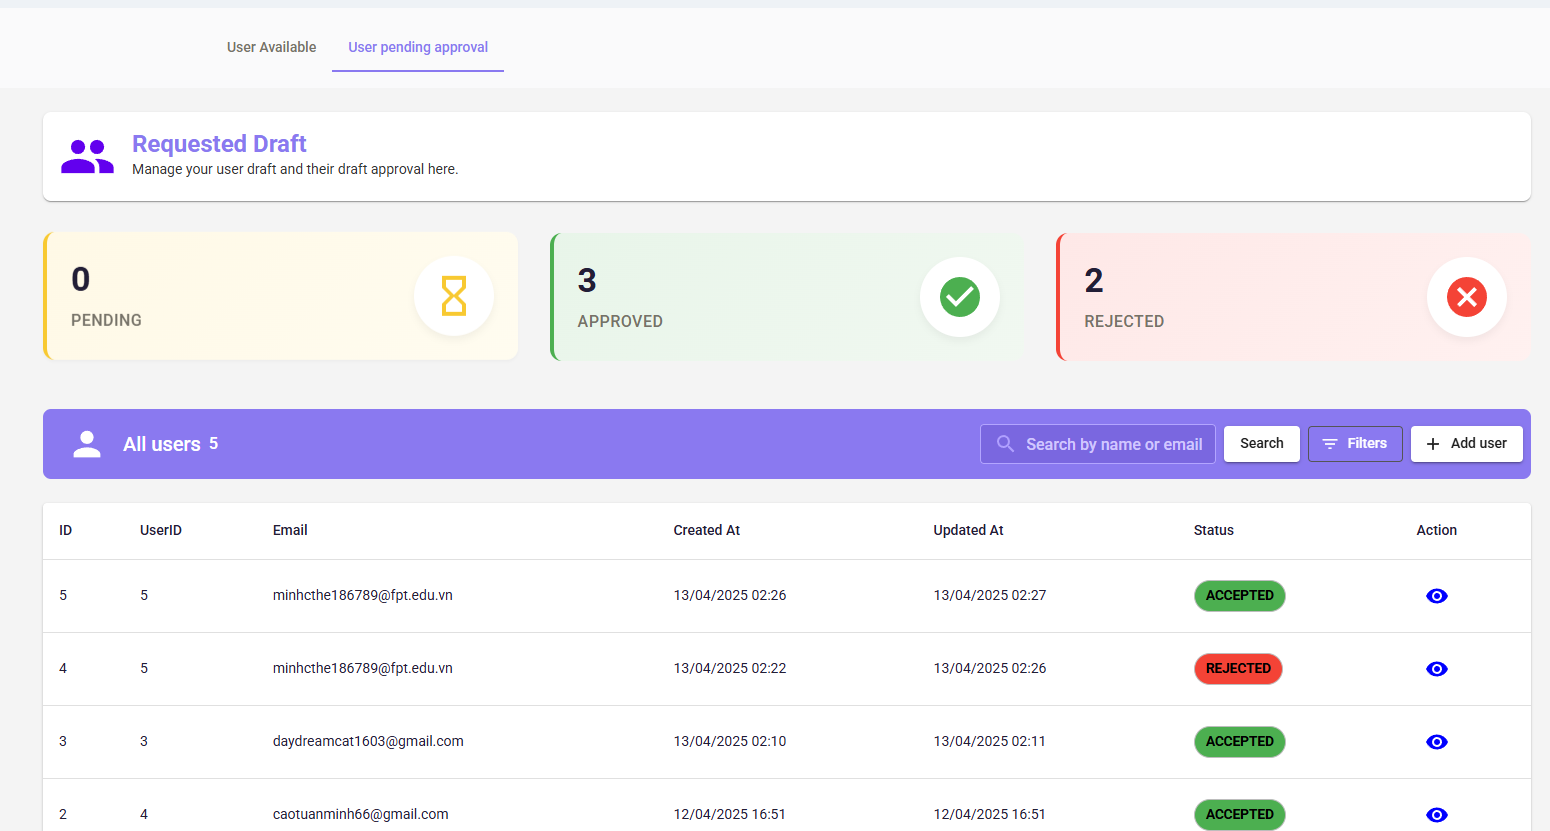 User Available User pending approval
Requested Draft
Manage your user draft and their draft approval here.
0 3 2
PENDING APPROVED REJECTED
All users 5 Search by name or email Search Filters + Add user
ID UserID Email Created At Updated At Status Action
5 5 minhcthe186789@fpt.edu.vn 13/04/2025 02:26 13/04/2025 02:27 ACCEPTED
4 5 minhcthe186789@fpt.edu.vn 13/04/2025 02:22 13/04/2025 02:26 REJECTED
3 3 daydreamcat1603@gmail.com 13/04/2025 02:10 13/04/2025 02:11 ACCEPTED
2 4 caotuanminh66@gmail.com 12/04/2025 16:51 12/04/2025 16:51 ACCEPTED